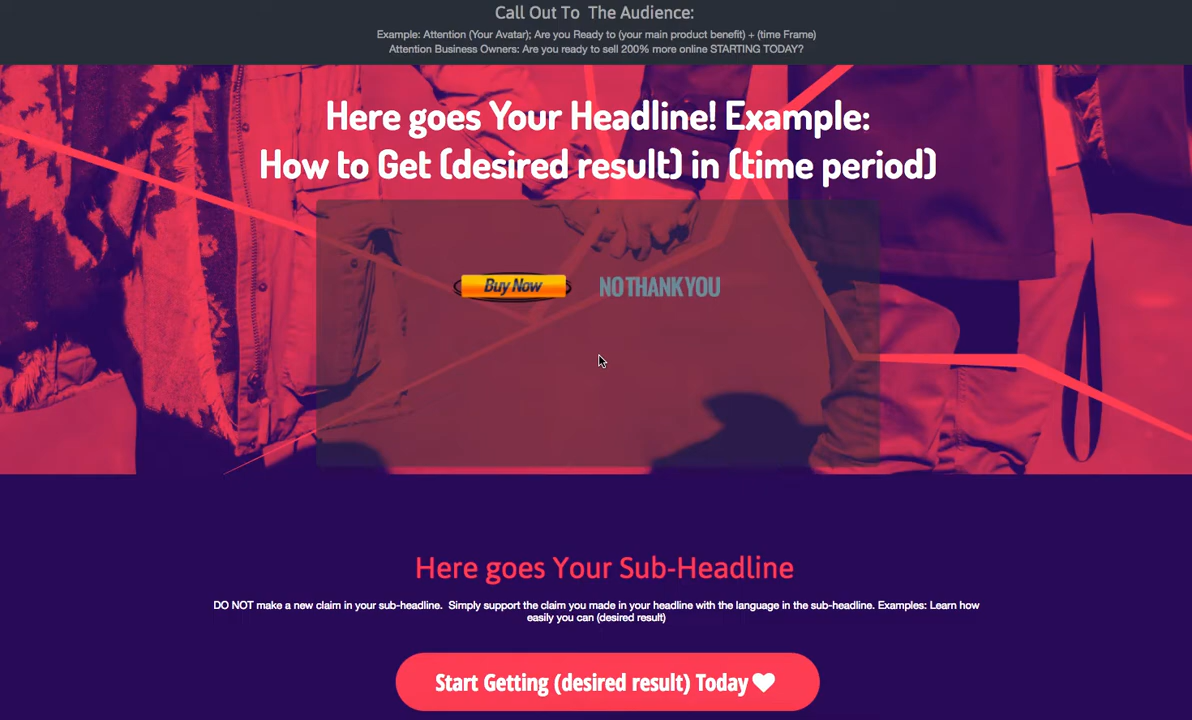 Call Out To The Audience:
Example: Attention (Your Avatar); Are you Ready to (your main product benefit) + (time Frame)
Attention Business Owners: Are you ready to sell 200% more online STARTING TODAY?
Here goes Your Headline! Example:
How to Get (desired result) in (time period)
Buy Now NO THANK YOU
Here goes Your Sub-Headline
DO NOT make a new claim in your sub-headline. Simply support the claim you made in your headline with the language in the sub-headline. Examples: Learn how
easily you can (desired result)
Start Getting (desired result) Today